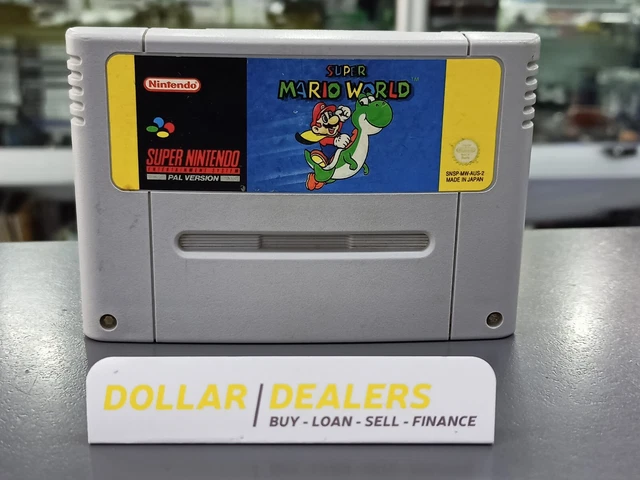 Nintendo
SUPER NINTENDO
ENTERTAINMENT SYSTEM
PAL VERSION
SUPER
MARIO WORLD
TM
SNSP-MW-AUS-2
MADE IN JAPAN
DOLLAR DEALERS
BUY - LOAN - SELL - FINANCE